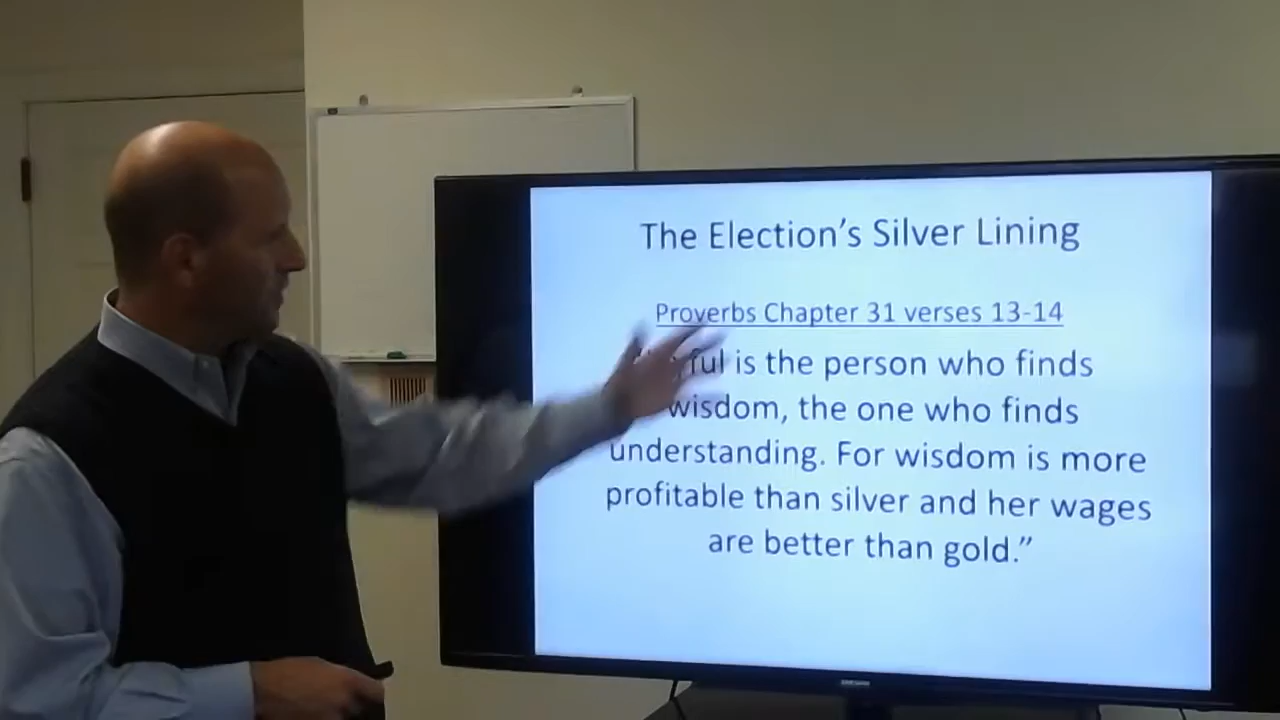 The Election's Silver Lining
Proverbs Chapter 31 verses 13-14
is the person who finds
wisdom, the one who finds
understanding. For wisdom is more
profitable than silver and her wages
are better than gold."